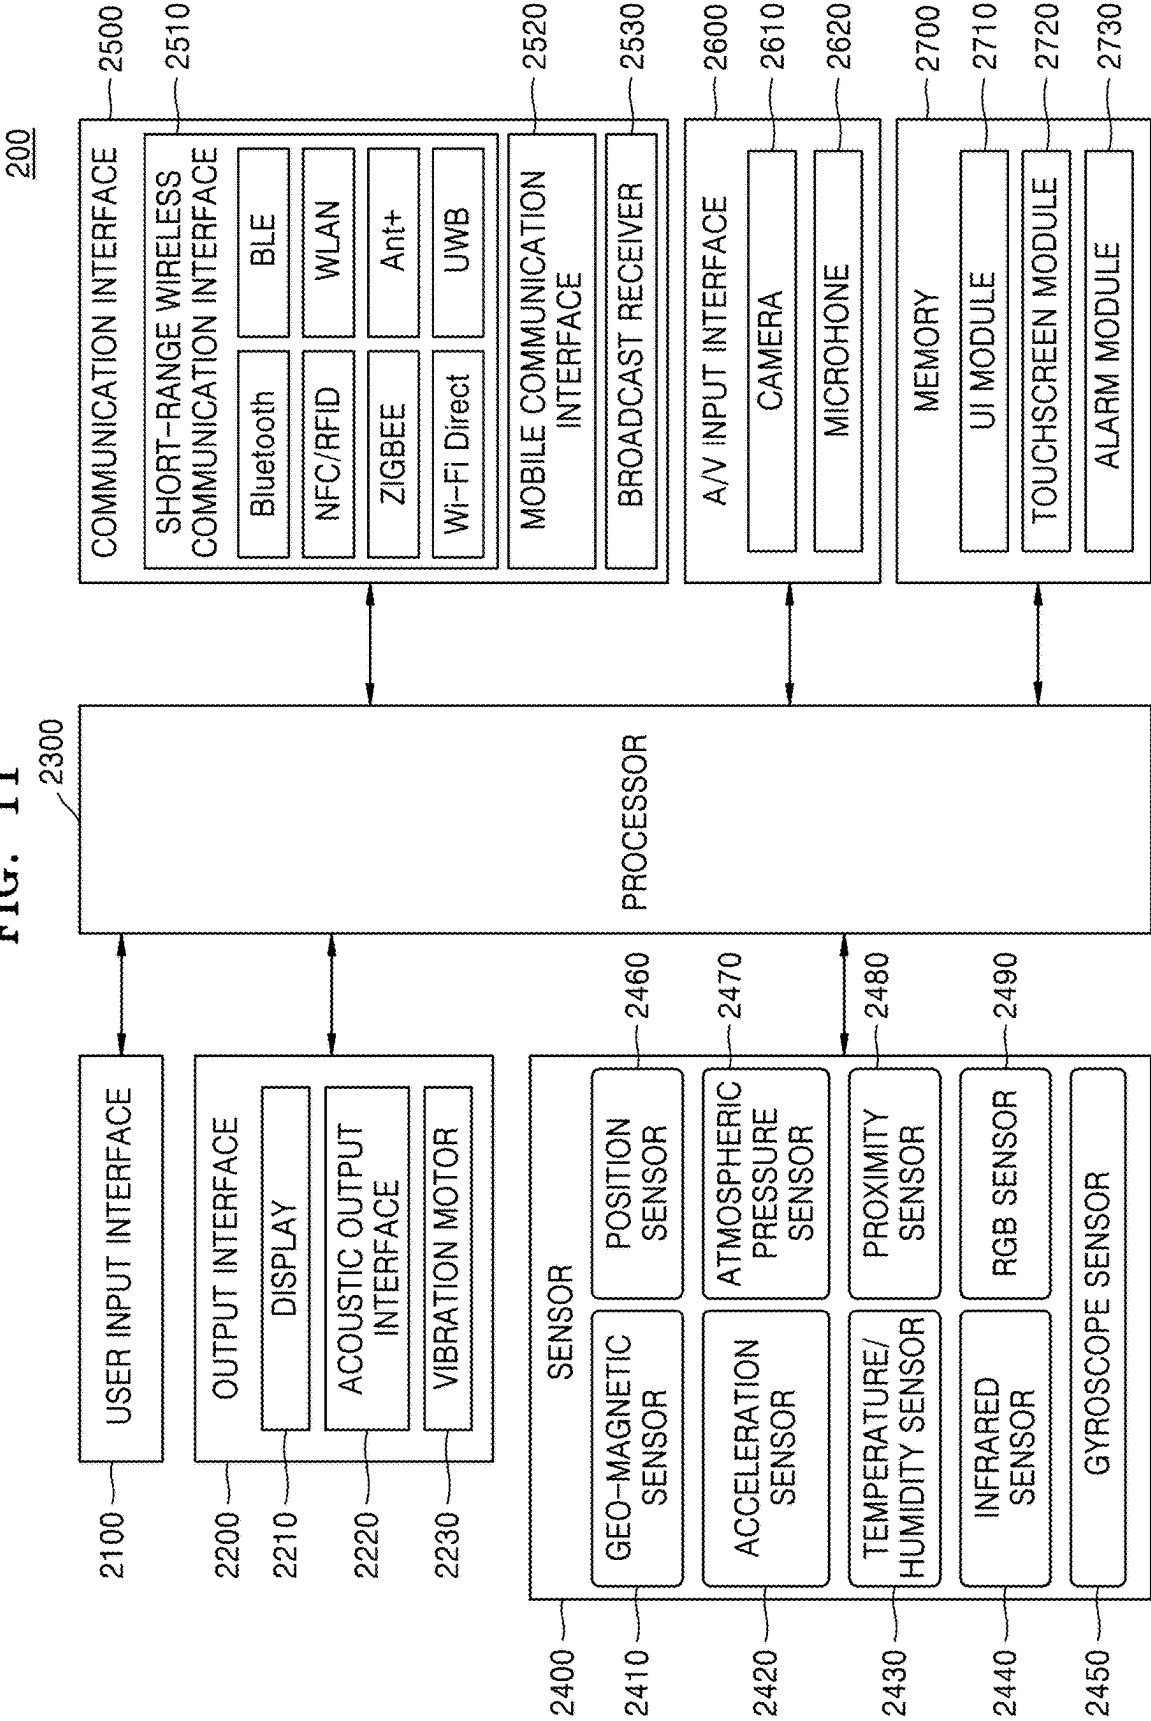 FIG. 11
200
2300
2100
USER INPUT INTERFACE
2200
OUTPUT INTERFACE
2210
DISPLAY
2220
ACOUSTIC OUTPUT
INTERFACE
2230
VIBRATION MOTOR
2400
SENSOR
2410
GEO-MAGNETIC
SENSOR
POSITION
SENSOR
2460
2420
ACCELERATION
SENSOR
ATMOSPHERIC
PRESSURE
SENSOR
2470
2430
TEMPERATURE/
HUMIDITY SENSOR
PROXIMITY
SENSOR
2480
2440
INFRARED
SENSOR
RGB SENSOR
2490
2450
GYROSCOPE SENSOR
PROCESSOR
COMMUNICATION INTERFACE
2500
SHORT-RANGE WIRELESS
COMMUNICATION INTERFACE
2510
Bluetooth
BLE
NFC/RFID
WLAN
ZIGBEE
Ant+
Wi-Fi Direct
UWB
MOBILE COMMUNICATION
INTERFACE
2520
BROADCAST RECEIVER
2530
A/V INPUT INTERFACE
2600
CAMERA
2610
MICROHONE
2620
MEMORY
2700
UI MODULE
2710
TOUCHSCREEN MODULE
2720
ALARM MODULE
2730